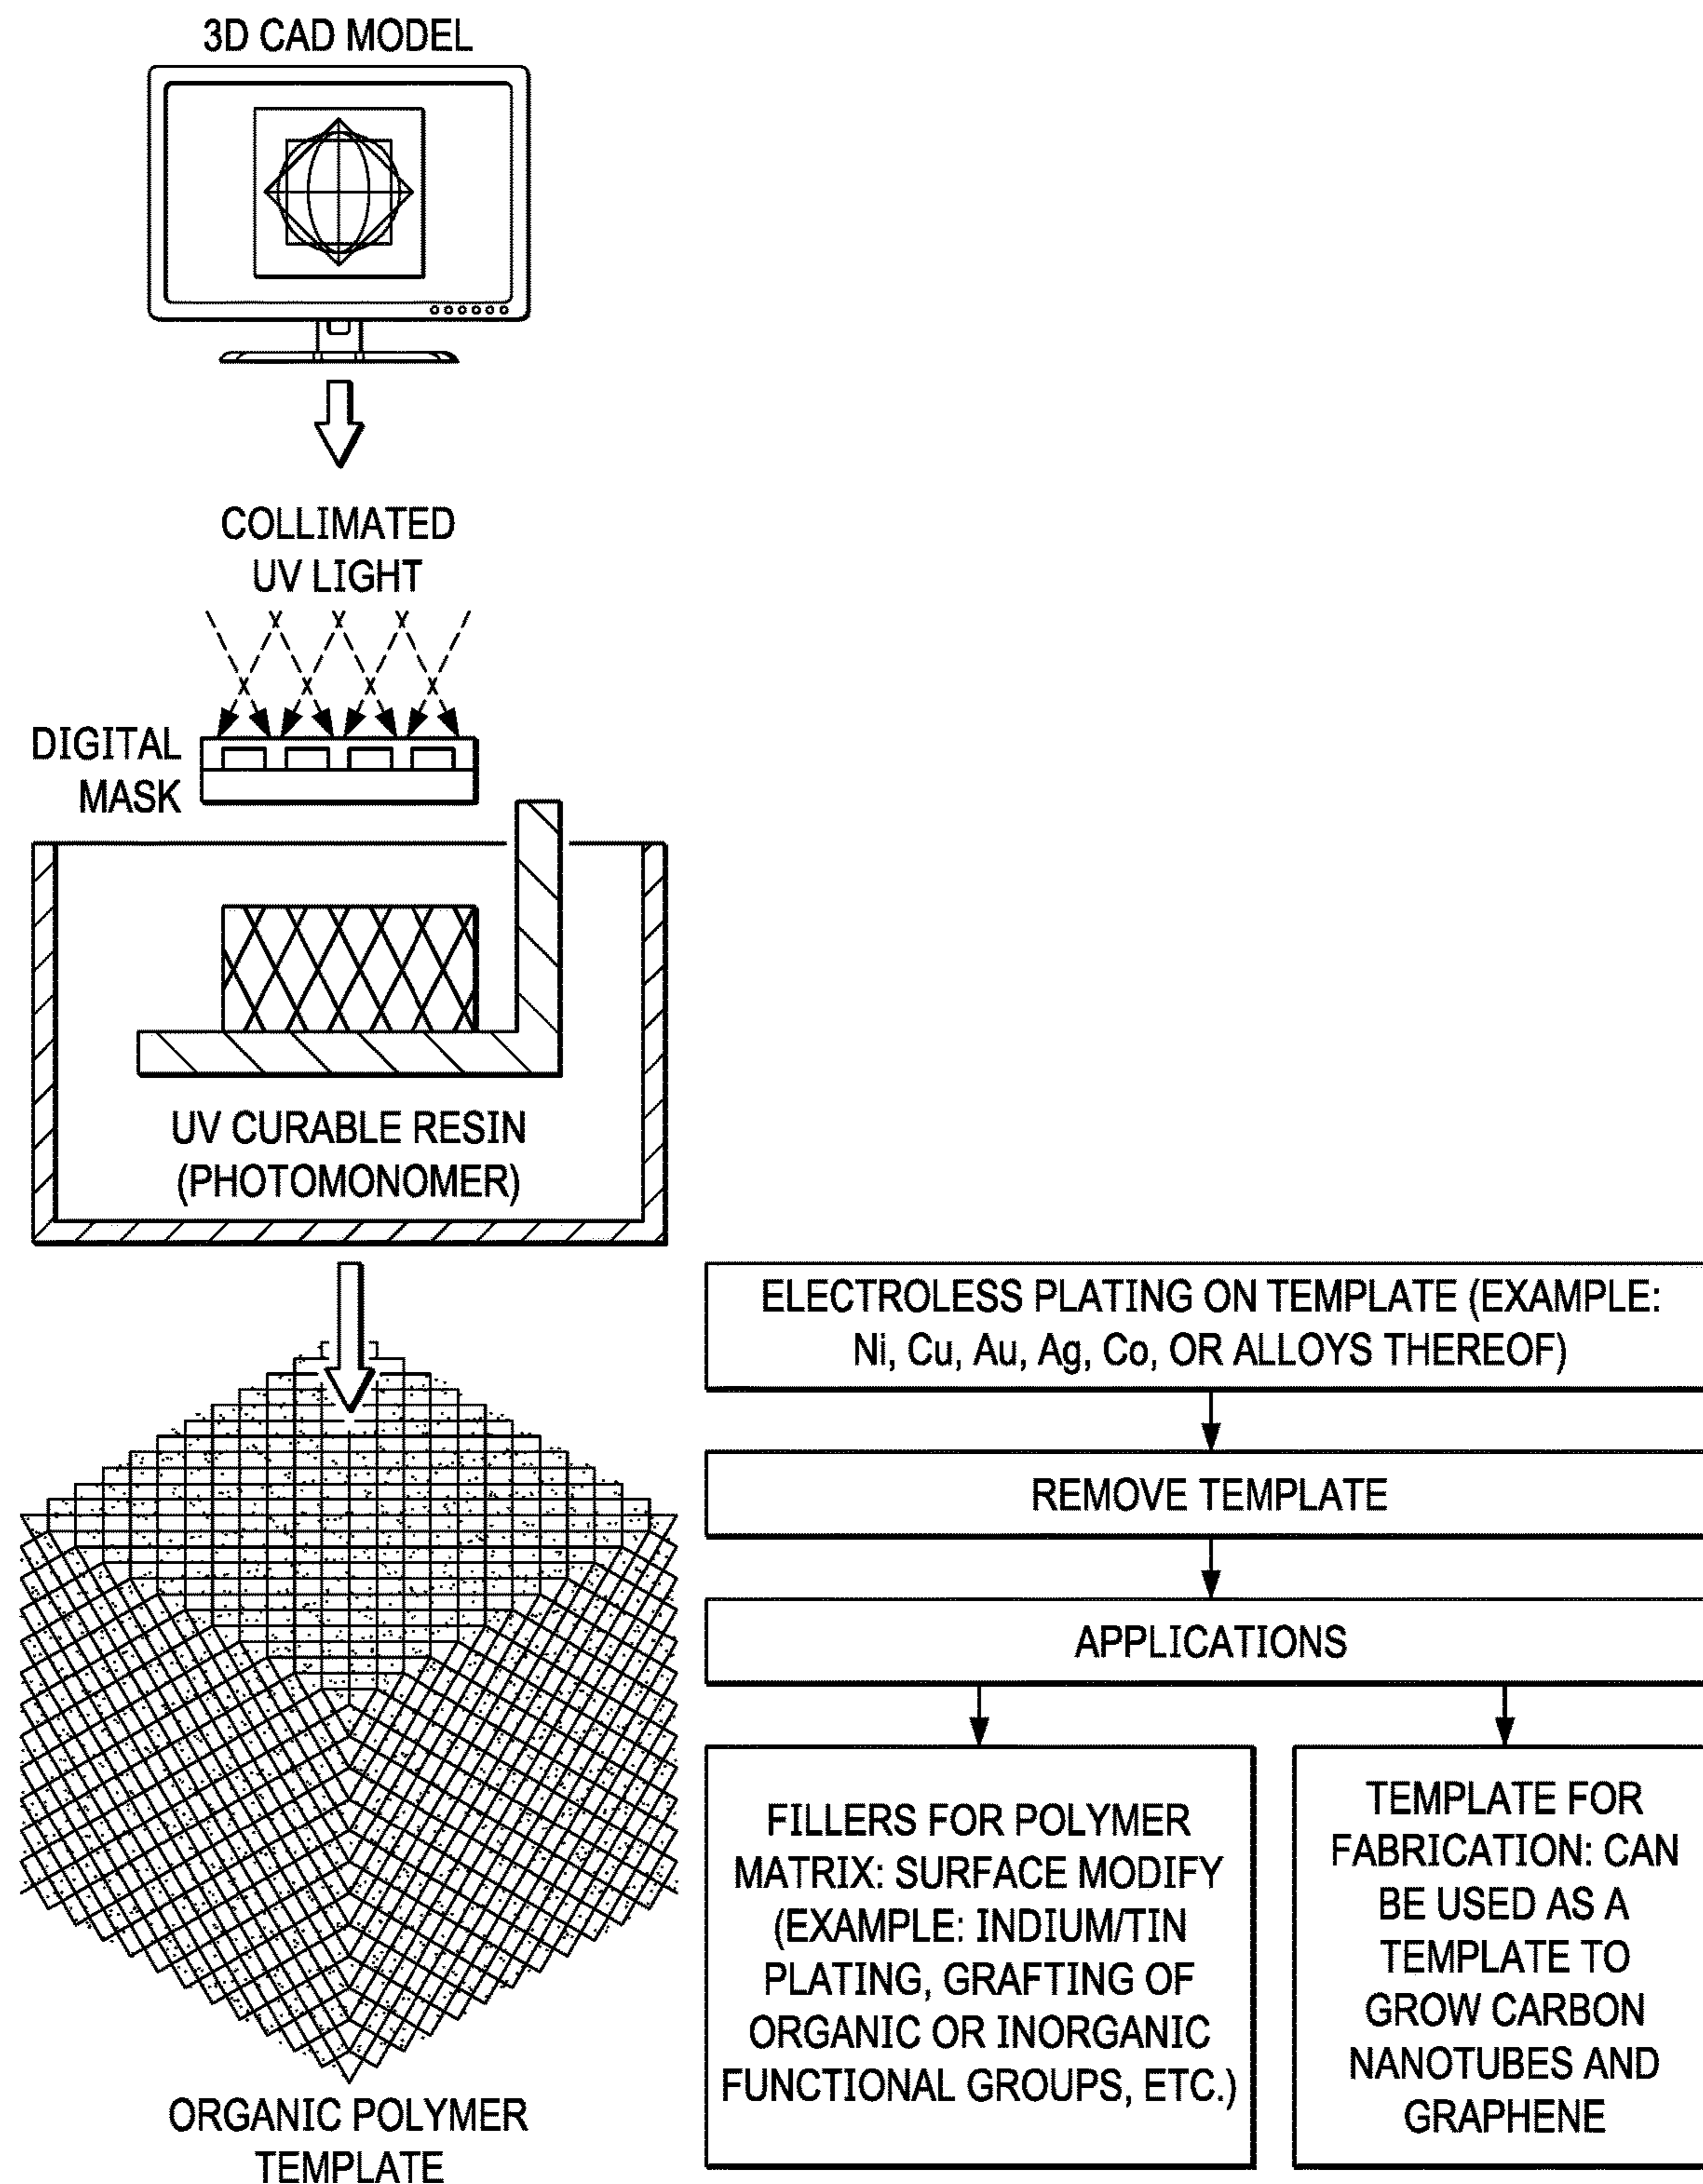 3D CAD MODEL
COLLIMATED
UV LIGHT
DIGITAL
MASK
UV CURABLE RESIN
(PHOTOMONOMER)
ORGANIC POLYMER
TEMPLATE
ELECTROLESS PLATING ON TEMPLATE (EXAMPLE:
Ni, Cu, Au, Ag, Co, OR ALLOYS THEREOF)
REMOVE TEMPLATE
APPLICATIONS
FILLERS FOR POLYMER
MATRIX: SURFACE MODIFY
(EXAMPLE: INDIUM/TIN
PLATING, GRAFTING OF
ORGANIC OR INORGANIC
FUNCTIONAL GROUPS, ETC.)
TEMPLATE FOR
FABRICATION: CAN
BE USED AS A
TEMPLATE TO
GROW CARBON
NANOTUBES AND
GRAPHENE